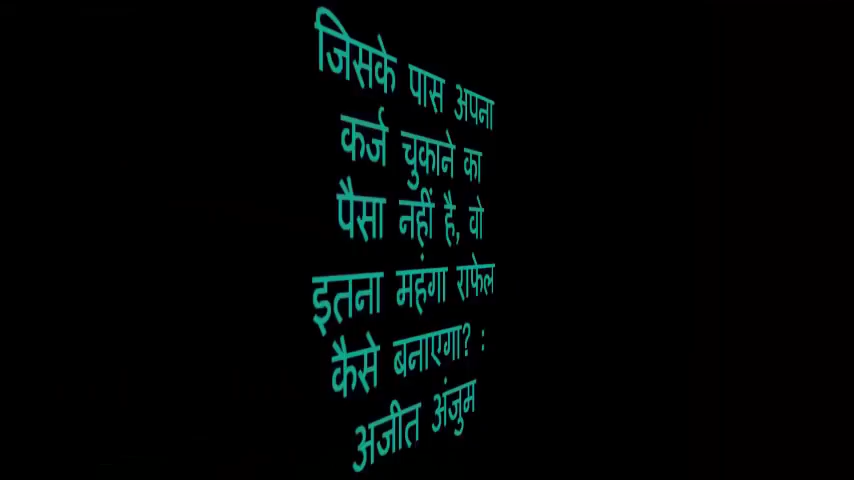 जिसके पास अपना
कर्ज चुकाने का
पैसा नहीं है, वो
इतना महंगा राफेल
कैसे बनाएगा? :
अजीत अंजुम